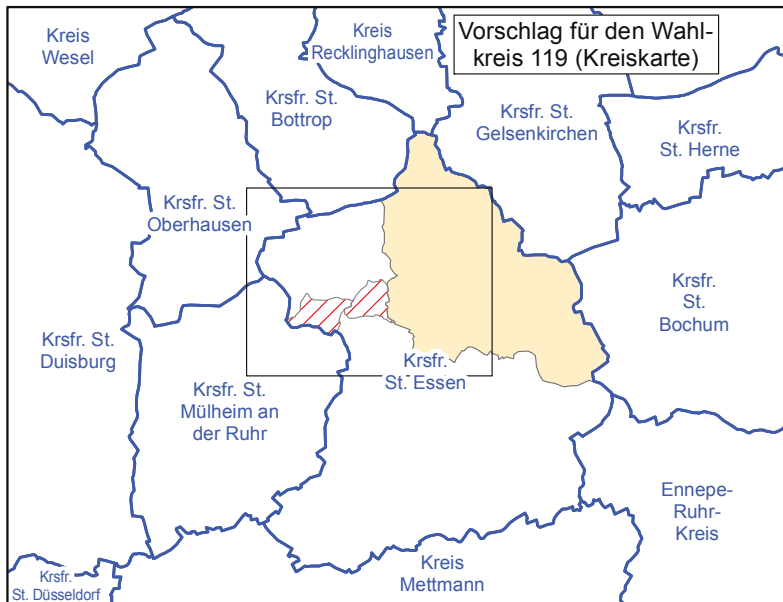 Vorschlag für den Wahl-
kreis 119 (Kreiskarte)
Kreis
Wesel
Kreis
Recklinghausen
Krsfr. St.
Bottrop
Krsfr. St.
Gelsenkirchen
Krsfr.
St. Herne
Krsfr. St.
Oberhausen
Krsfr.
St.
Bochum
Krsfr. St.
Duisburg
Krsfr.
St. Essen
Krsfr. St.
Mülheim an
der Ruhr
Ennepe-
Ruhr-
Kreis
Kreis
Mettmann
Krsfr.
St. Düsseldorf